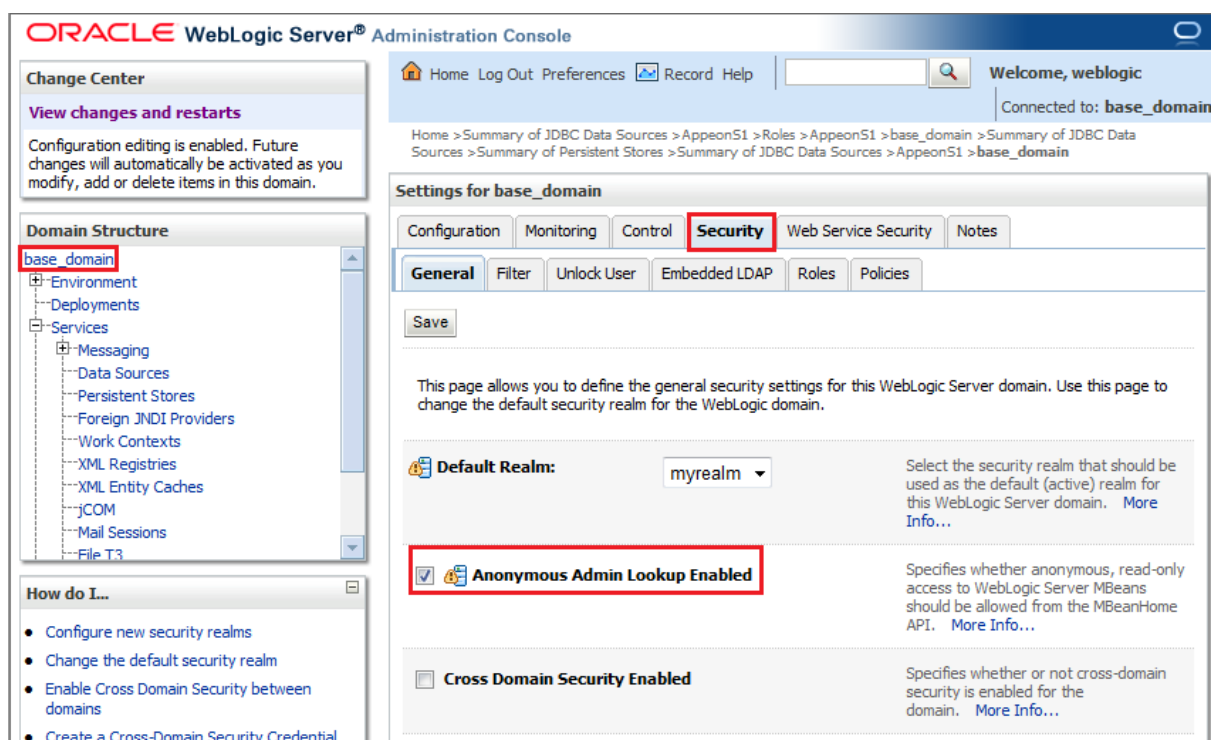 ORACLE WebLogic Server® Administration Console
Change Center
View changes and restarts
Configuration editing is enabled. Future
changes will automatically be activated as you
modify, add or delete items in this domain.
Domain Structure
base_domain
Environment
Deployments
Services
Messaging
Data Sources
Persistent Stores
Foreign JNDI Providers
Work Contexts
XML Registries
XML Entity Caches
jCOM
Mail Sessions
File T3
How do I...
Configure new security realms
Change the default security realm
Enable Cross Domain Security between
domains
Create a Cross-Domain Security Credential
Home Log Out Preferences Record Help
Welcome, weblogic
Connected to: base_domain
Home >Summary of JDBC Data Sources >AppeonS1 >Roles >AppeonS1 >base_domain >Summary of JDBC Data
Sources >Summary of Persistent Stores >Summary of JDBC Data Sources >AppeonS1 >base_domain
Settings for base_domain
Configuration Monitoring Control Security Web Service Security Notes
General Filter Unlock User Embedded LDAP Roles Policies
Save
This page allows you to define the general security settings for this WebLogic Server domain. Use this page to
change the default security realm for the WebLogic domain.
Default Realm: myrealm
Select the security realm that should be
used as the default (active) realm for
this WebLogic Server domain. More
Info...
Anonymous Admin Lookup Enabled
Specifies whether anonymous, read-only
access to WebLogic Server MBeans
should be allowed from the MBeanHome
API. More Info...
Cross Domain Security Enabled
Specifies whether or not cross-domain
security is enabled for the
domain. More Info...